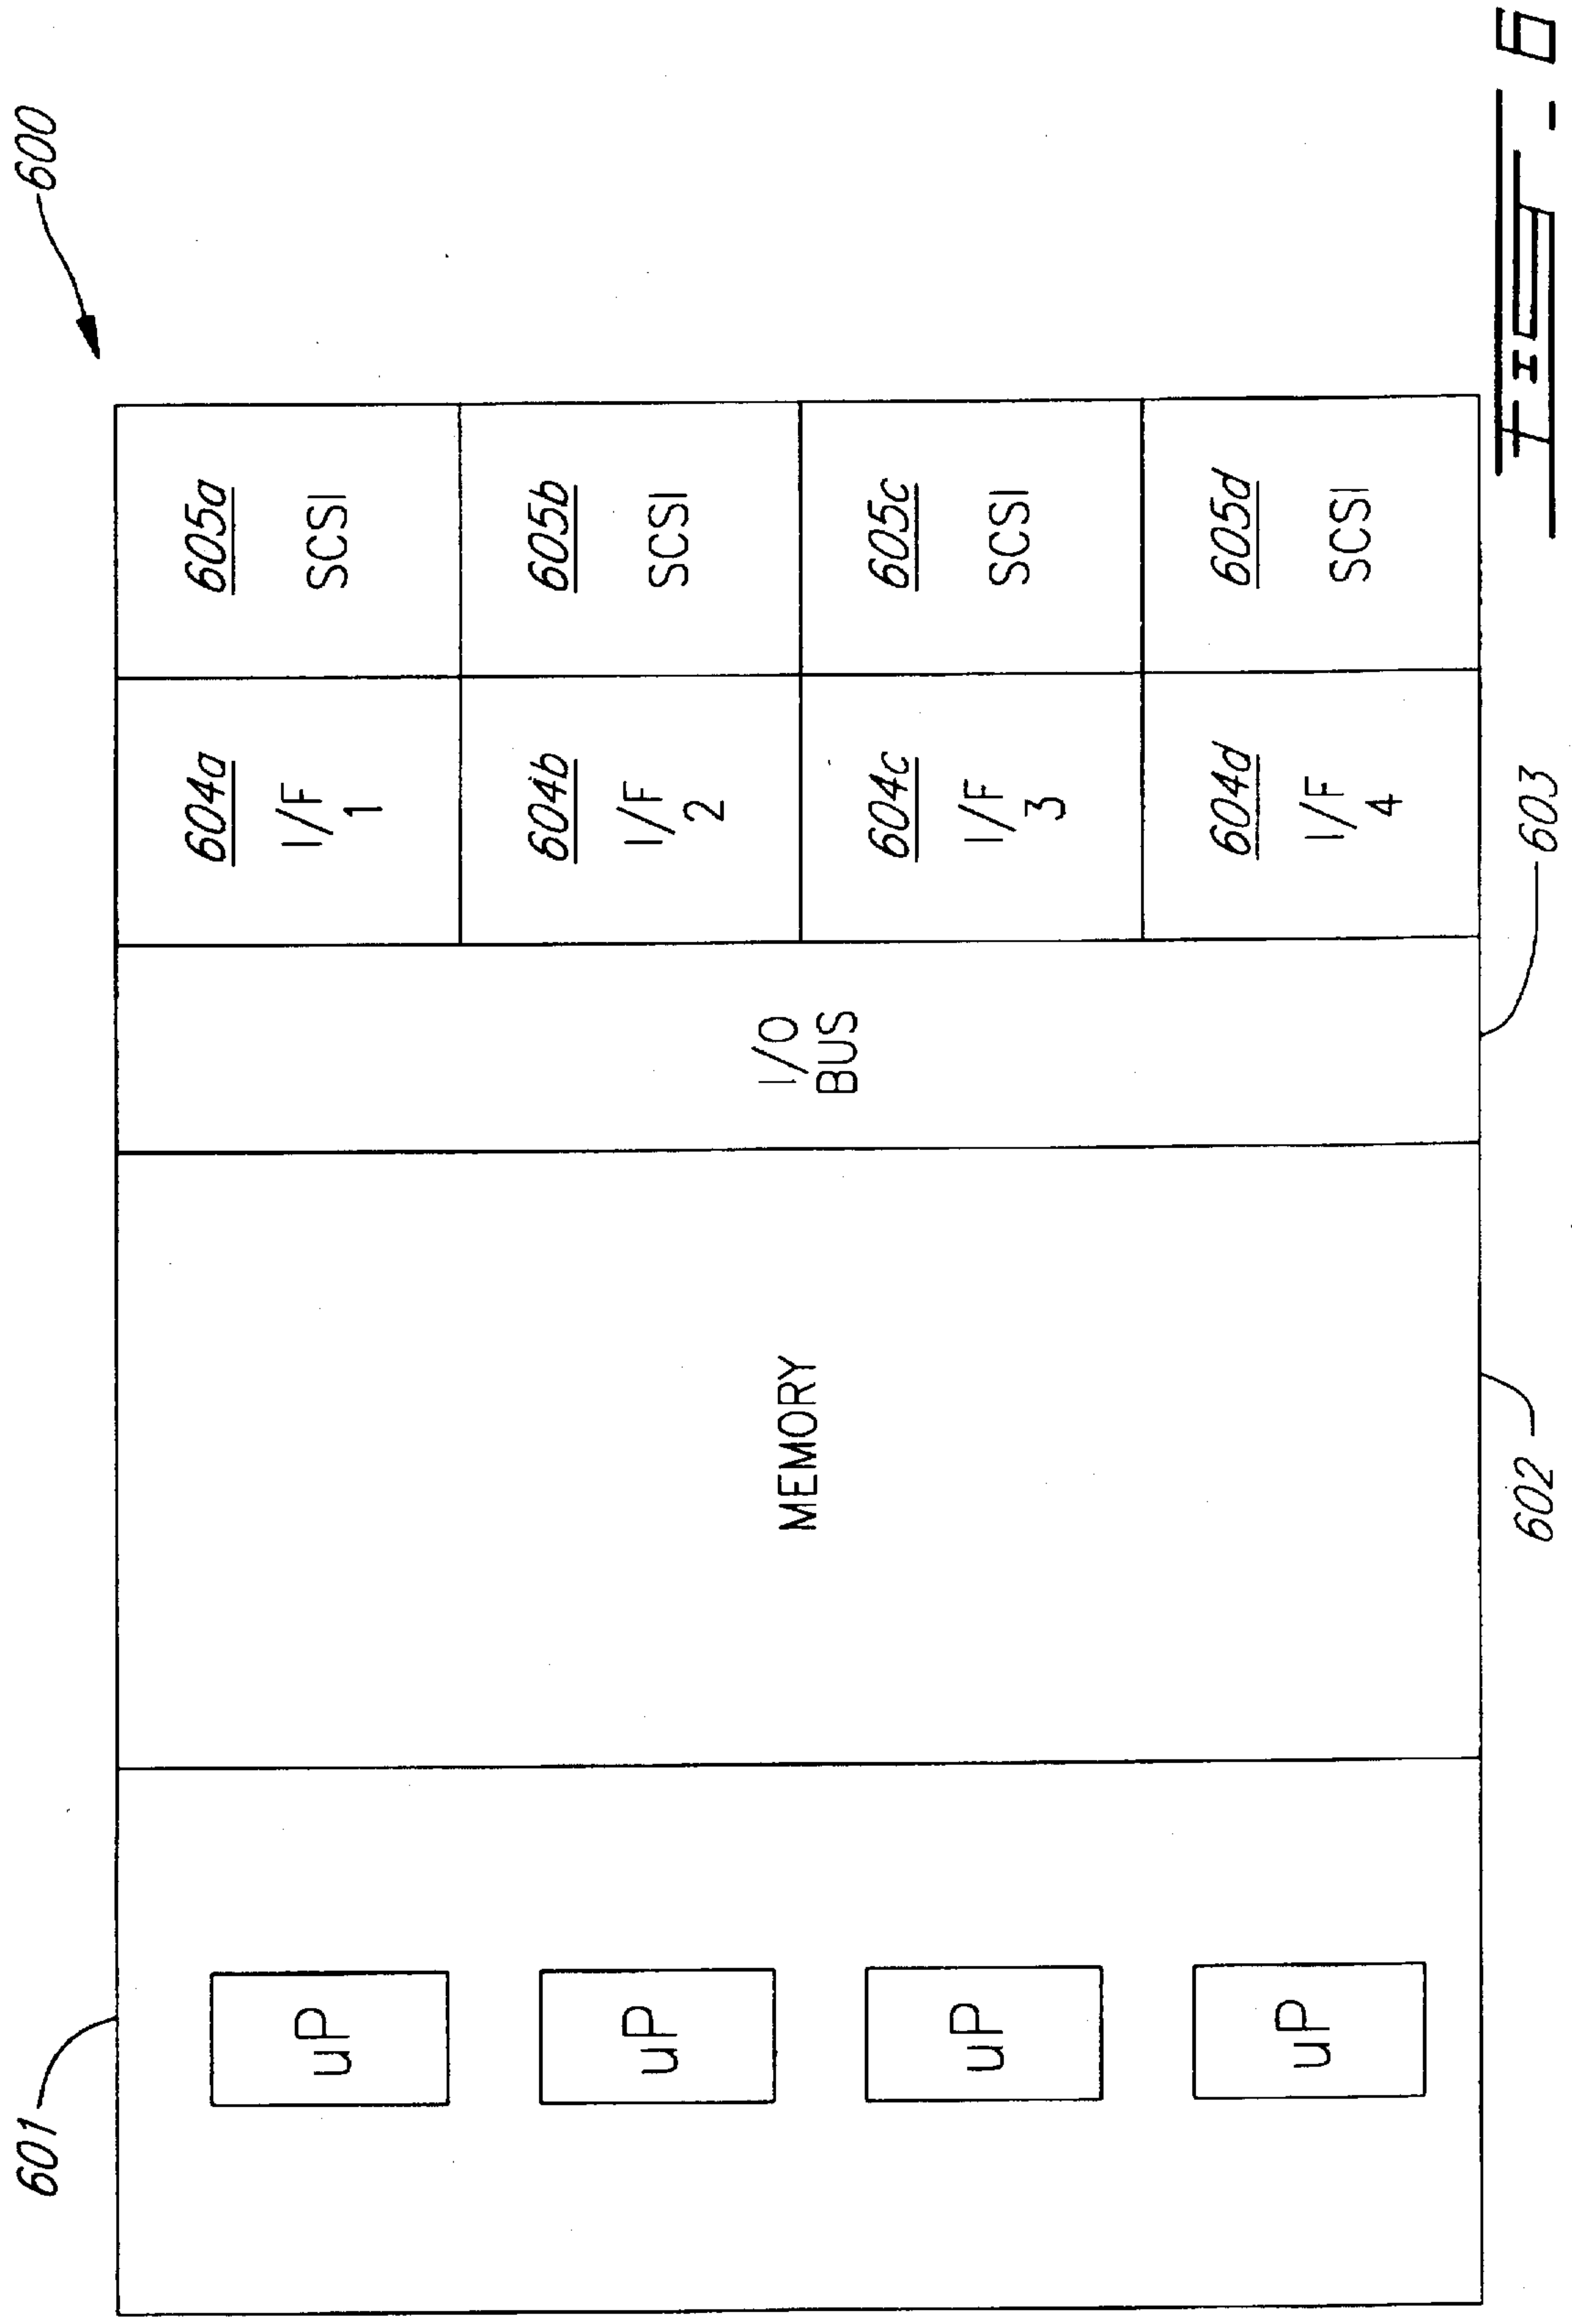 600
601
uP
uP
uP
uP
MEMORY
I/O
BUS
604a
I/F
1
605a
SCSI
604b
I/F
2
605b
SCSI
604c
I/F
3
605c
SCSI
604d
I/F
4
605d
SCSI
602
603
FIG. 6